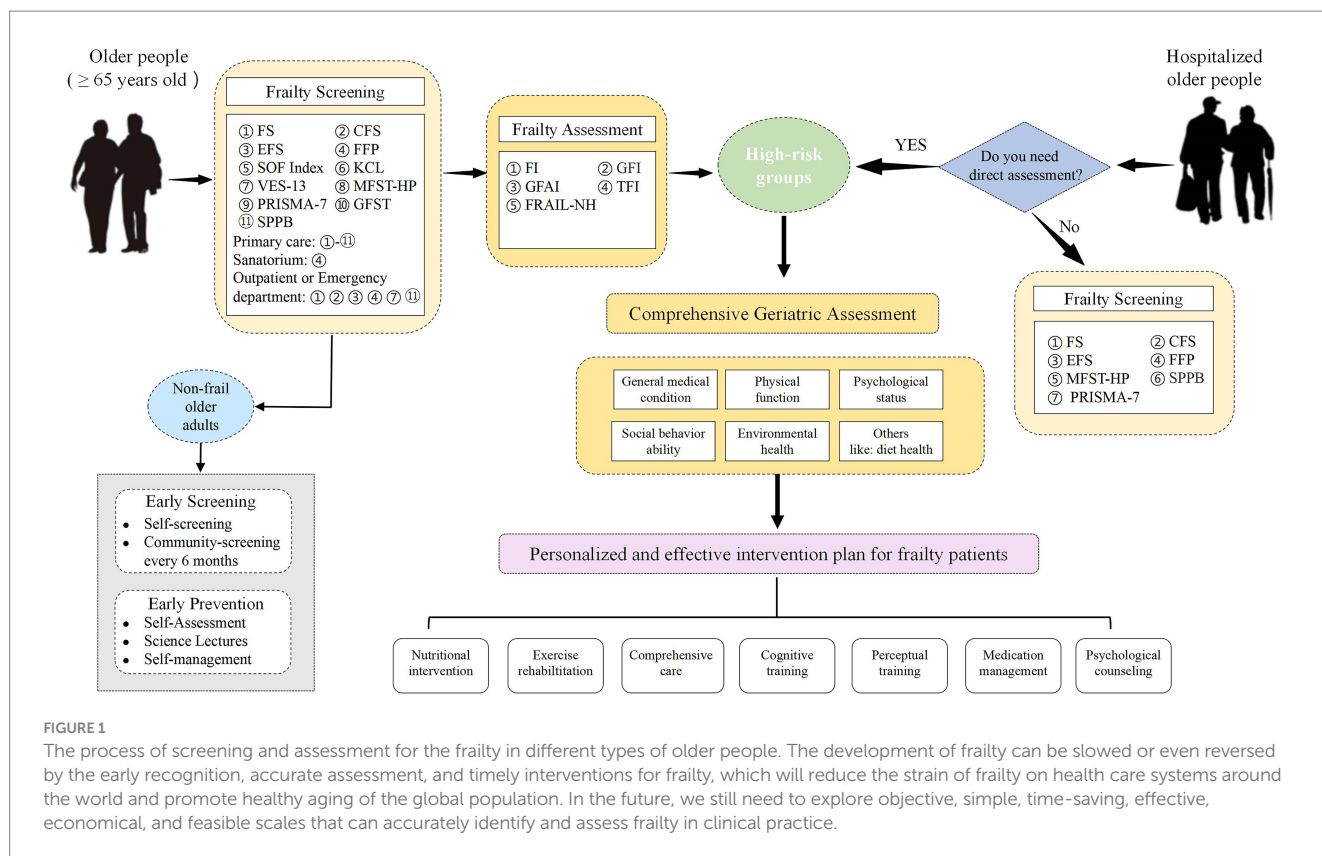 Older people
( ≥ 65 years old )
Frailty Screening
① FS ② CFS
③ EFS ④ FFP
⑤ SOF Index ⑥ KCL
⑦ VES-13 ⑧ MFST-HP
⑨ PRISMA-7 ⑩ GFST
⑪ SPPB
Primary care: ①-⑪
Sanatorium: ④
Outpatient or Emergency
department: ① ② ③ ④ ⑦ ⑪
Frailty Assessment
① FI ② GFI
③ GFAI ④ TFI
⑤ FRAIL-NH
High-risk
groups
YES
Do you need
direct assessment?
Hospitalized
older people
No
Frailty Screening
① FS ② CFS
③ EFS ④ FFP
⑤ MFST-HP ⑥ SPPB
⑦ PRISMA-7
Non-frail
older
adults
Early Screening
• Self-screening
• Community-screening
every 6 months
Early Prevention
• Self-Assessment
• Science Lectures
• Self-management
Comprehensive Geriatric Assessment
General medical
condition
Physical
function
Psychological
status
Social behavior
ability
Environmental
health
Others
like: diet health
Personalized and effective intervention plan for frailty patients
Nutritional
intervention
Exercise
rehabiltitation
Comprehensive
care
Cognitive
training
Perceptual
training
Medication
management
Psychological
counseling
FIGURE 1
The process of screening and assessment for the frailty in different types of older people. The development of frailty can be slowed or even reversed
by the early recognition, accurate assessment, and timely interventions for frailty, which will reduce the strain of frailty on health care systems around
the world and promote healthy aging of the global population. In the future, we still need to explore objective, simple, time-saving, effective,
economical, and feasible scales that can accurately identify and assess frailty in clinical practice.